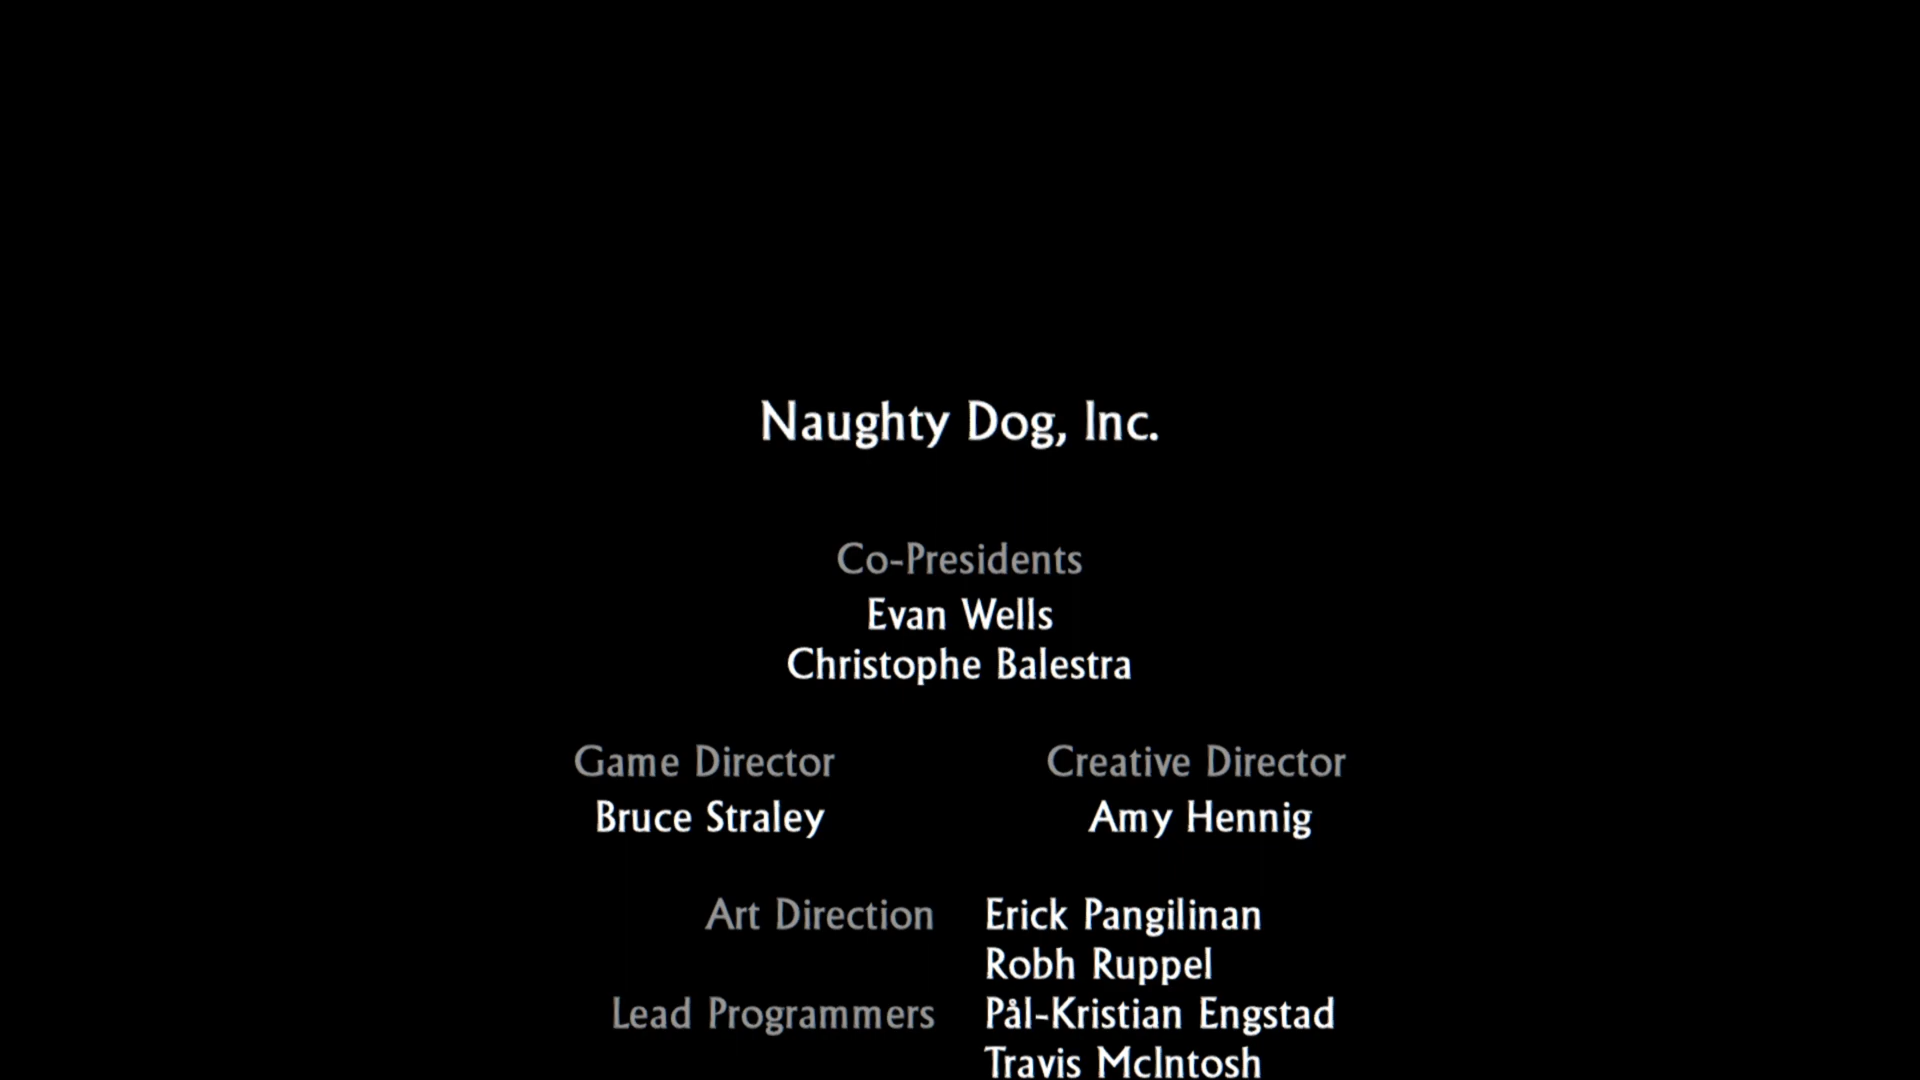 Naughty Dog, Inc.
Co-Presidents
Evan Wells
Christophe Balestra
Game Director Creative Director
Bruce Straley Amy Hennig
Art Direction Erick Pangilinan
Robh Ruppel
Lead Programmers Pål-Kristian Engstad
Travis McIntosh